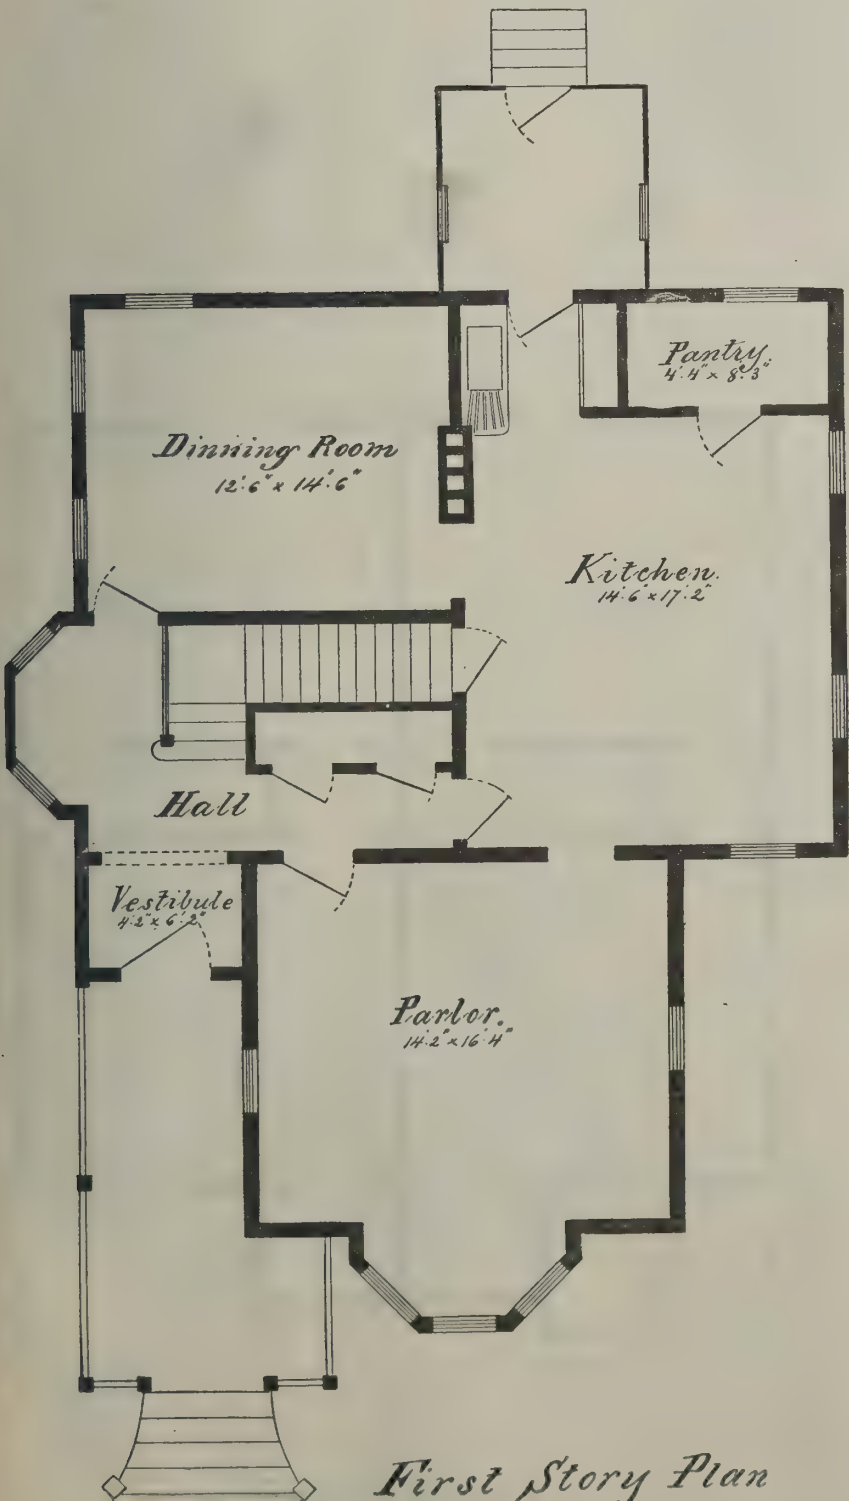 Pantry.
4'.4" x 8'.3"
Dinning Room
12'.6" x 14'.6"
Kitchen.
14'.6" x 17'.2"
Hall
Vestibule
4'.2" x 6'.2"
Parlor.
14'.2" x 16'.4"
First Story Plan